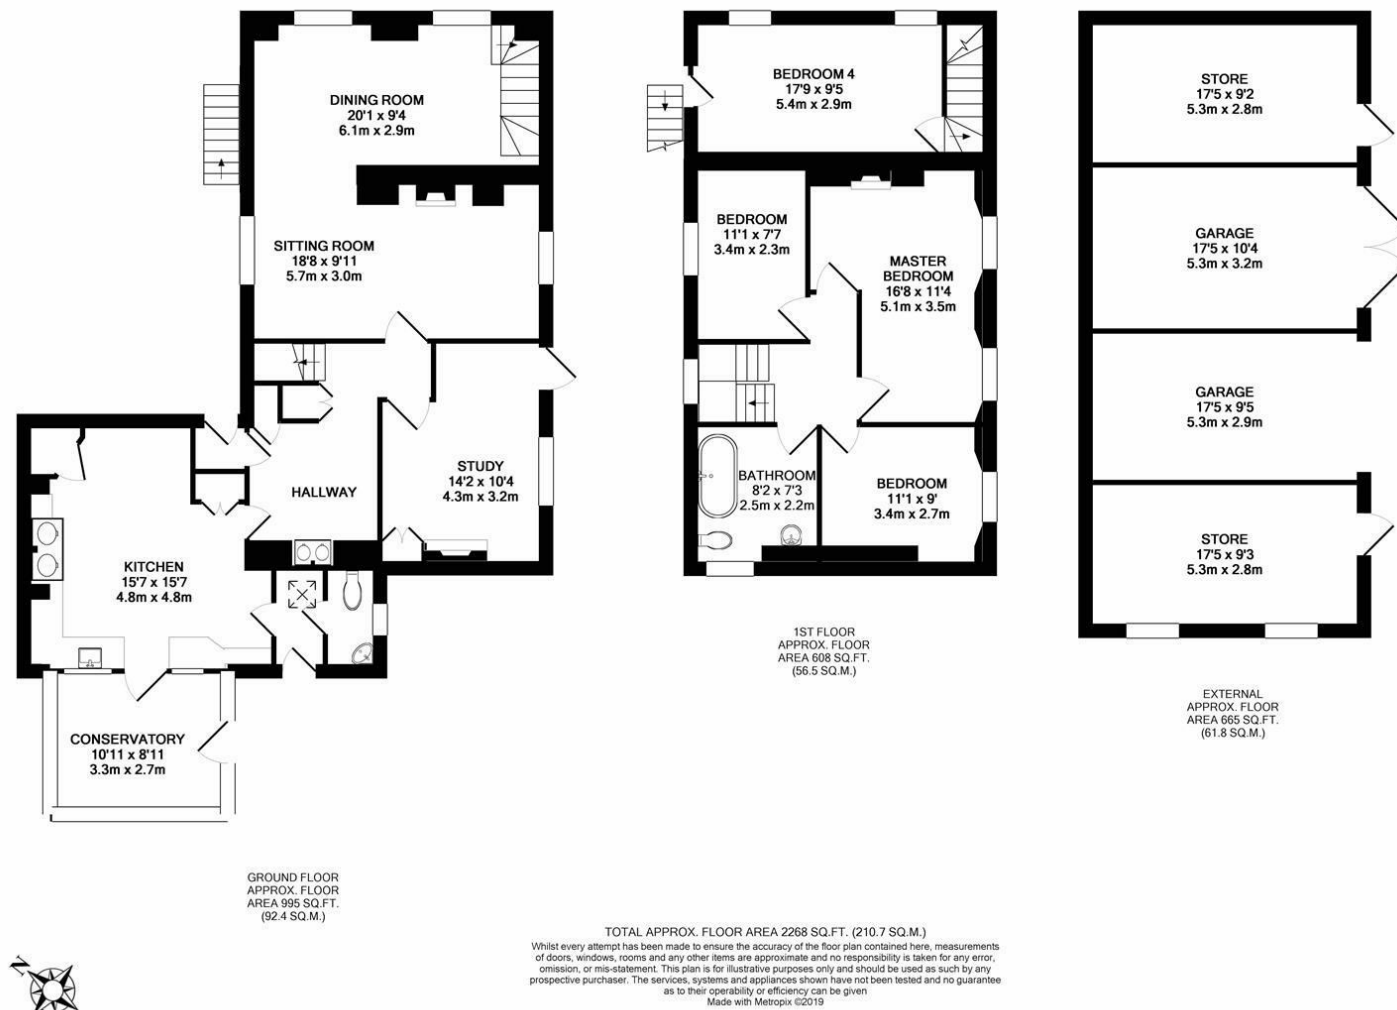 DINING ROOM
20'1 x 9'4
6.1m x 2.9m
SITTING ROOM
18'8 x 9'11
5.7m x 3.0m
STUDY
14'2 x 10'4
4.3m x 3.2m
HALLWAY
KITCHEN
15'7 x 15'7
4.8m x 4.8m
CONSERVATORY
10'11 x 8'11
3.3m x 2.7m
GROUND FLOOR
APPROX. FLOOR
AREA 995 SQ.FT.
(92.4 SQ.M.)
BEDROOM 4
17'9 x 9'5
5.4m x 2.9m
BEDROOM
11'1 x 7'7
3.4m x 2.3m
MASTER
BEDROOM
16'8 x 11'4
5.1m x 3.5m
BATHROOM
8'2 x 7'3
2.5m x 2.2m
BEDROOM
11'1 x 9'
3.4m x 2.7m
1ST FLOOR
APPROX. FLOOR
AREA 608 SQ.FT.
(56.5 SQ.M.)
STORE
17'5 x 9'2
5.3m x 2.8m
GARAGE
17'5 x 10'4
5.3m x 3.2m
GARAGE
17'5 x 9'5
5.3m x 2.9m
STORE
17'5 x 9'3
5.3m x 2.8m
EXTERNAL
APPROX. FLOOR
AREA 665 SQ.FT.
(61.8 SQ.M.)
TOTAL APPROX. FLOOR AREA 2268 SQ.FT. (210.7 SQ.M.)
Whilst every attempt has been made to ensure the accuracy of the floor plan contained here, measurements
of doors, windows, rooms and any other items are approximate and no responsibility is taken for any error,
omission, or mis-statement. This plan is for illustrative purposes only and should be used as such by any
prospective purchaser. The services, systems and appliances shown have not been tested and no guarantee
as to their operability or efficiency can be given
Made with Metropix ©2019
N